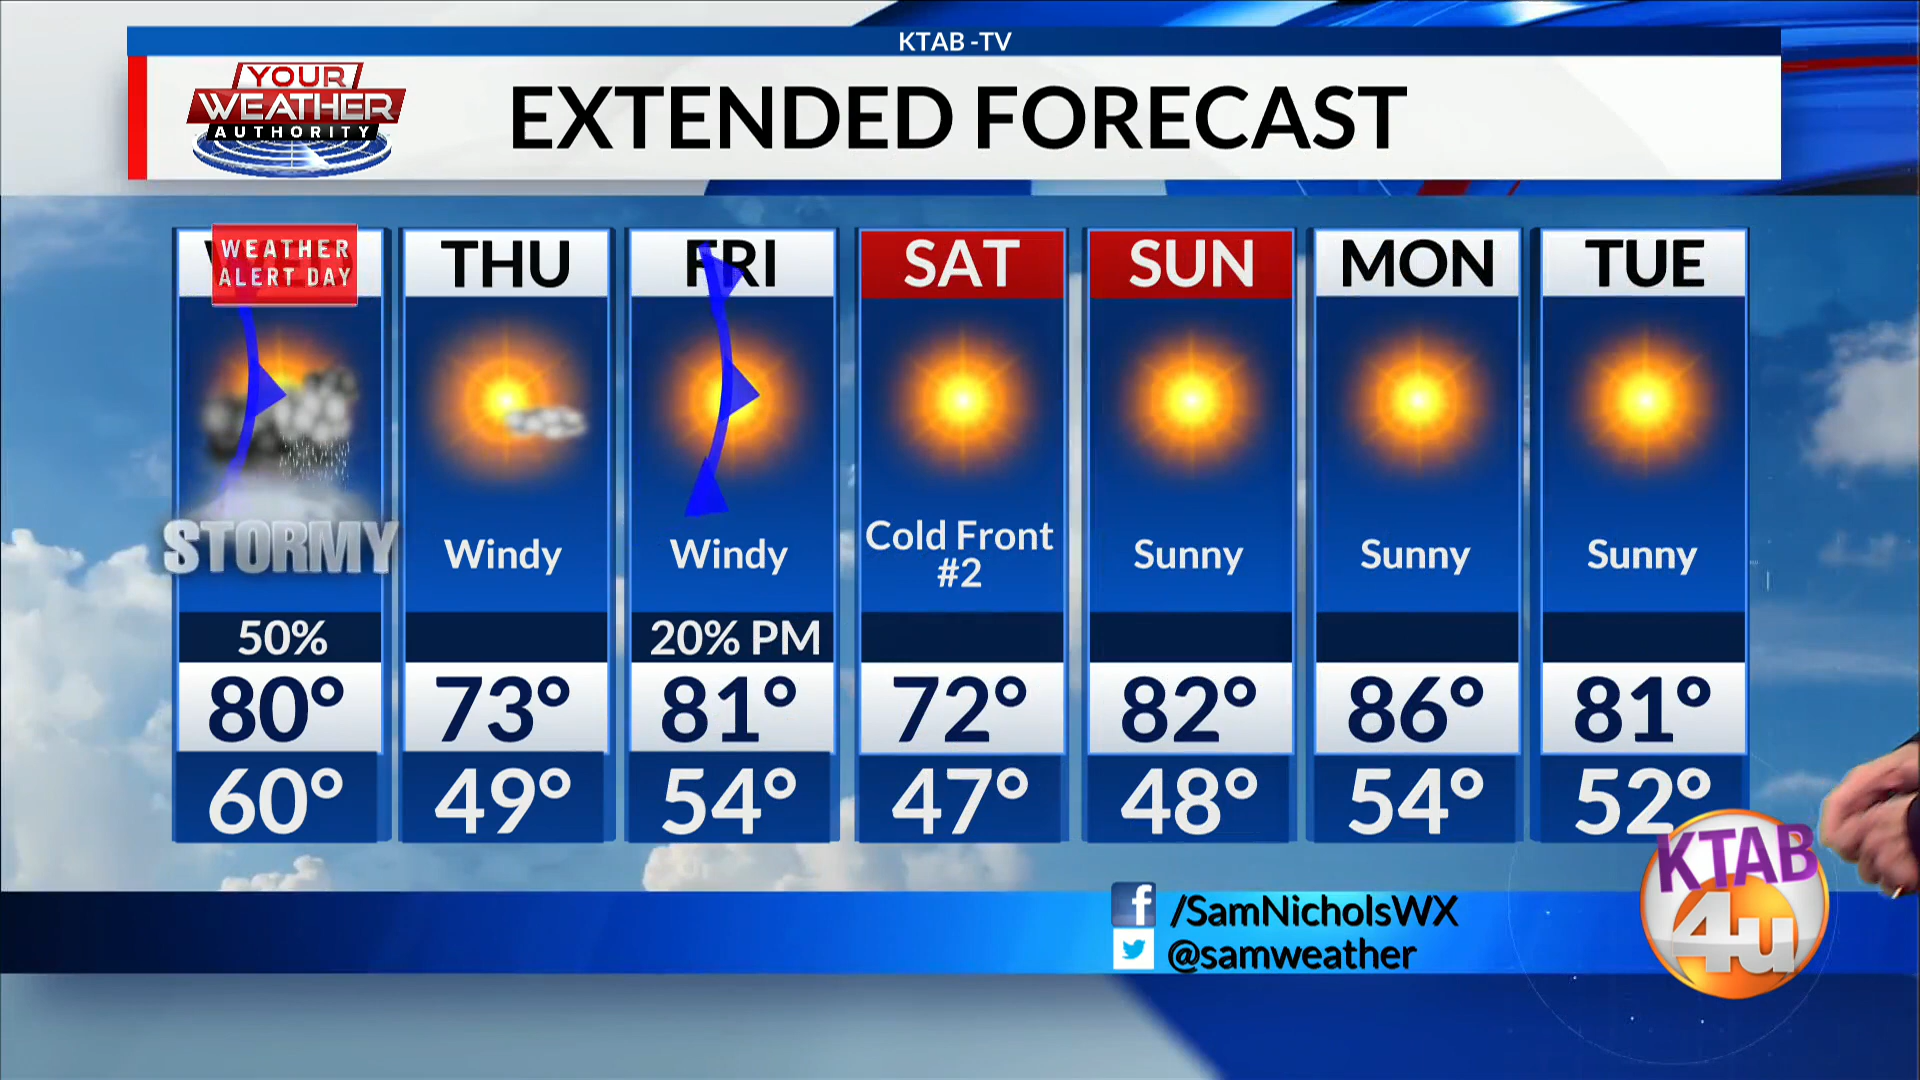 KTAB -TV
YOUR
WEATHER
AUTHORITY
EXTENDED FORECAST
WEATHER
ALERT DAY
THU
FRI
SAT
SUN
MON
TUE
STORMY
Windy
Windy
Cold Front
#2
Sunny
Sunny
Sunny
50%
20% PM
80°
73°
81°
72°
82°
86°
81°
60°
49°
54°
47°
48°
54°
52°
/SamNicholsWX
@samweather
KTAB
4u